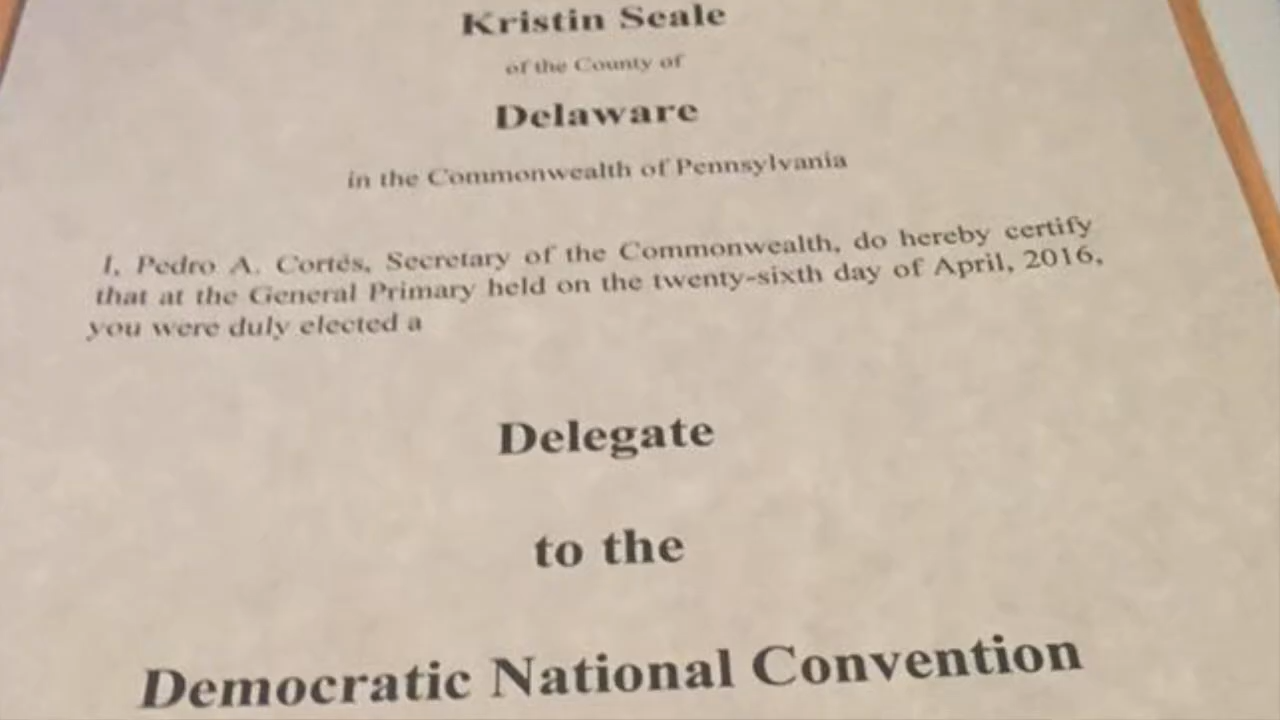 Kristin Seale
of the County of
Delaware
in the Commonwealth of Pennsylvania
I, Pedro A. Cortés, Secretary of the Commonwealth, do hereby certify
that at the General Primary held on the twenty-sixth day of April, 2016,
you were duly elected a
Delegate
to the
Democratic National Convention